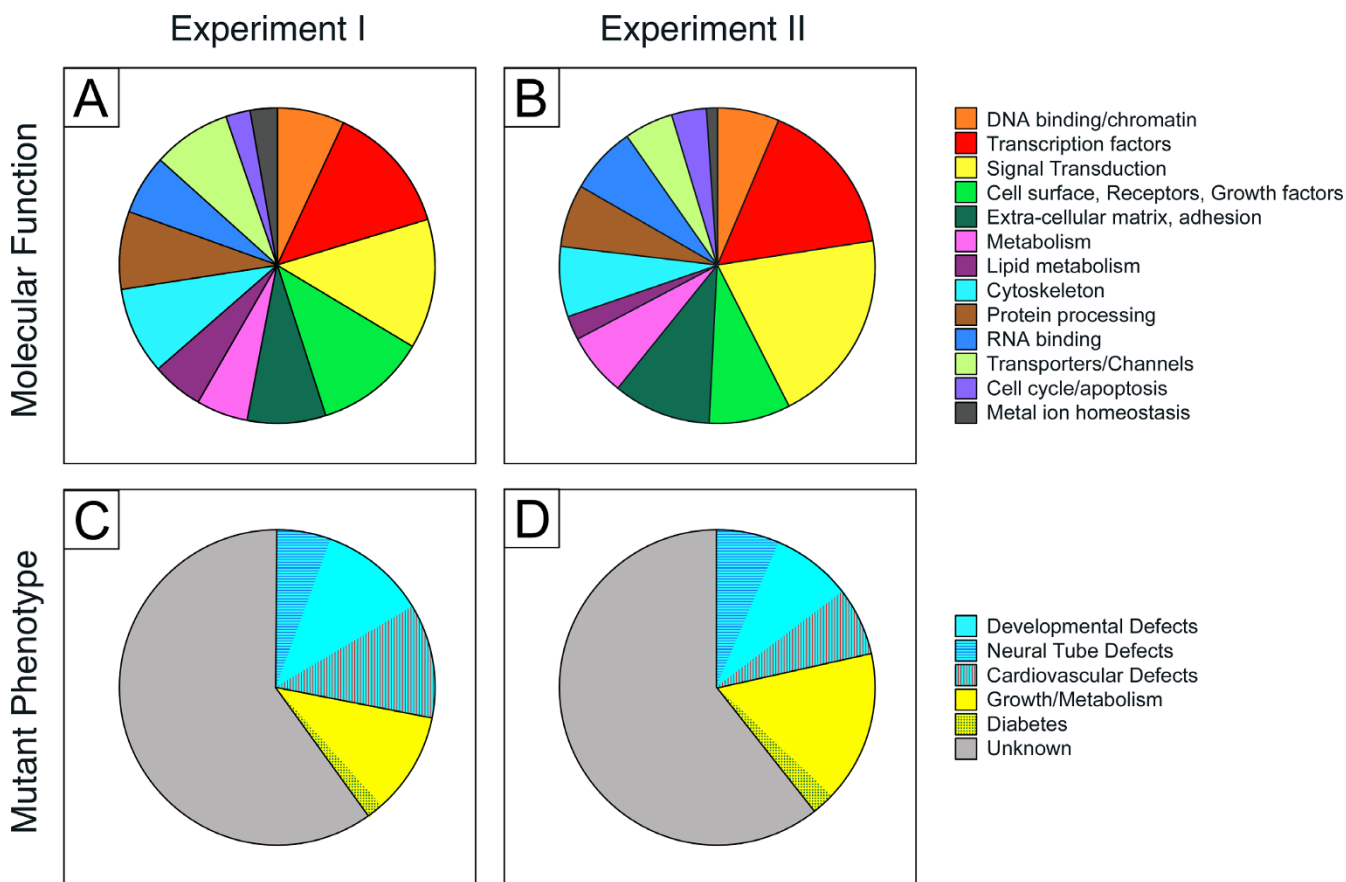 Experiment I
Experiment II
Molecular Function
A
B
DNA binding/chromatin
Transcription factors
Signal Transduction
Cell surface, Receptors, Growth factors
Extra-cellular matrix, adhesion
Metabolism
Lipid metabolism
Cytoskeleton
Protein processing
RNA binding
Transporters/Channels
Cell cycle/apoptosis
Metal ion homeostasis
Mutant Phenotype
C
D
Developmental Defects
Neural Tube Defects
Cardiovascular Defects
Growth/Metabolism
Diabetes
Unknown